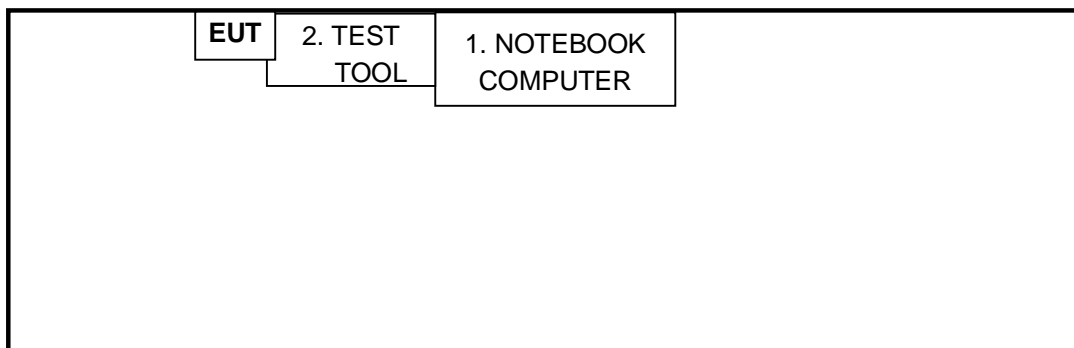 EUT
2. TEST
TOOL
1. NOTEBOOK
COMPUTER